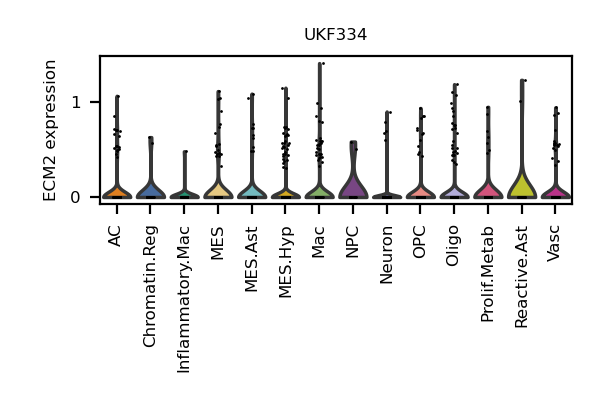 UKF334
ECM2 expression
1
0
AC
Chromatin.Reg
Inflammatory.Mac
MES
MES.Ast
MES.Hyp
Mac
NPC
Neuron
OPC
Oligo
Prolif.Metab
Reactive.Ast
Vasc